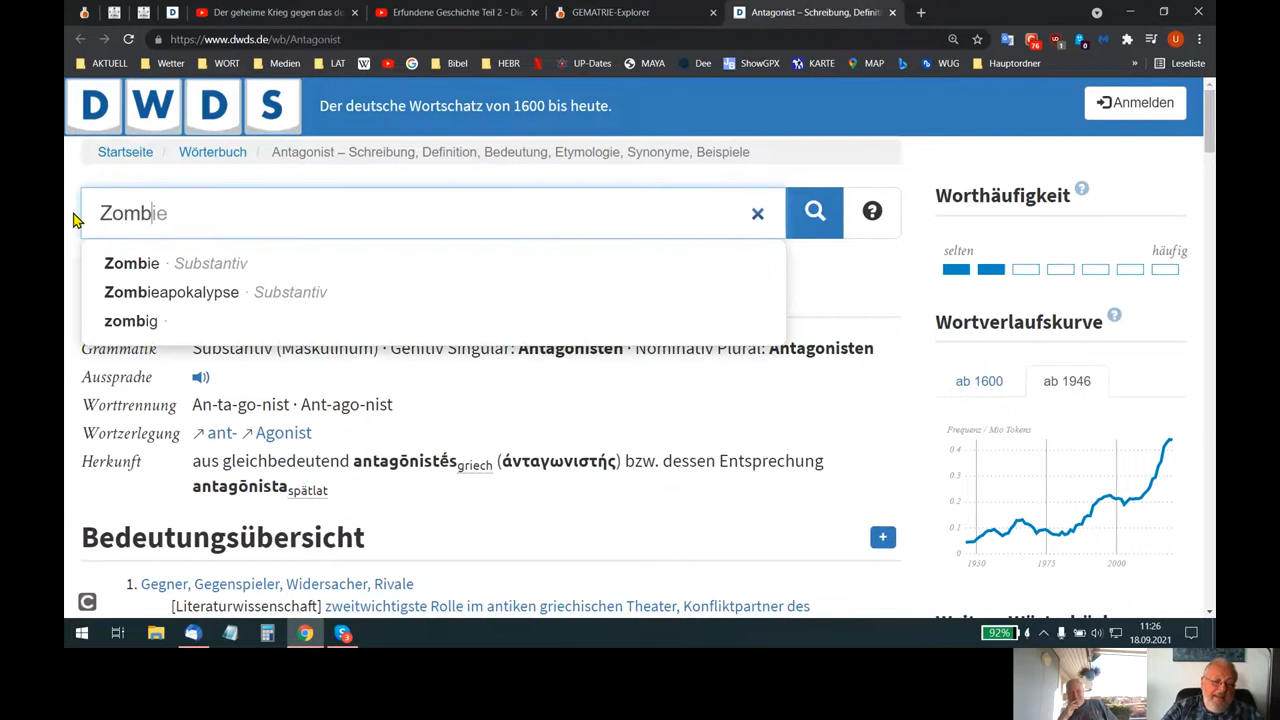 Der geheime Krieg gegen das de
Erfundene Geschichte Teil 2 - Die
GEMATRIE-Explorer
Antagonist – Schreibung, Definiti
https://www.dwds.de/wb/Antagonist
76
1
0
U
AKTUELL
Wetter
WORT
Medien
LAT
Bibel
HEBR
UP-Dates
MAYA
Dee
ShowGPX
KARTE
MAP
WUG
Hauptordner
»
Leseliste
D W D S
Der deutsche Wortschatz von 1600 bis heute.
Anmelden
Startseite / Wörterbuch / Antagonist – Schreibung, Definition, Bedeutung, Etymologie, Synonyme, Beispiele
Zombie
Zombie · Substantiv
Zombieapokalypse · Substantiv
zombig ·
Grammatik Substantiv (Maskulinum) · Genitiv Singular: Antagonisten · Nominativ Plural: Antagonisten
Aussprache
Worttrennung An-ta-go-nist · Ant-ago-nist
Wortzerlegung ↗ ant- ↗ Agonist
Herkunft aus gleichbedeutend antagōnistḗs griech (ἀνταγωνιστής) bzw. dessen Entsprechung
antagōnista spätlat
Bedeutungsübersicht +
1. Gegner, Gegenspieler, Widersacher, Rivale
[Literaturwissenschaft] zweitwichtigste Rolle im antiken griechischen Theater, Konfliktpartner des
Worthäufigkeit ?
selten häufig
Wortverlaufskurve ?
ab 1600 ab 1946
Frequenz / Mio Tokens
0.4
0.3
0.2
0.1
0
1950 1975 2000
92%
11:26
18.09.2021